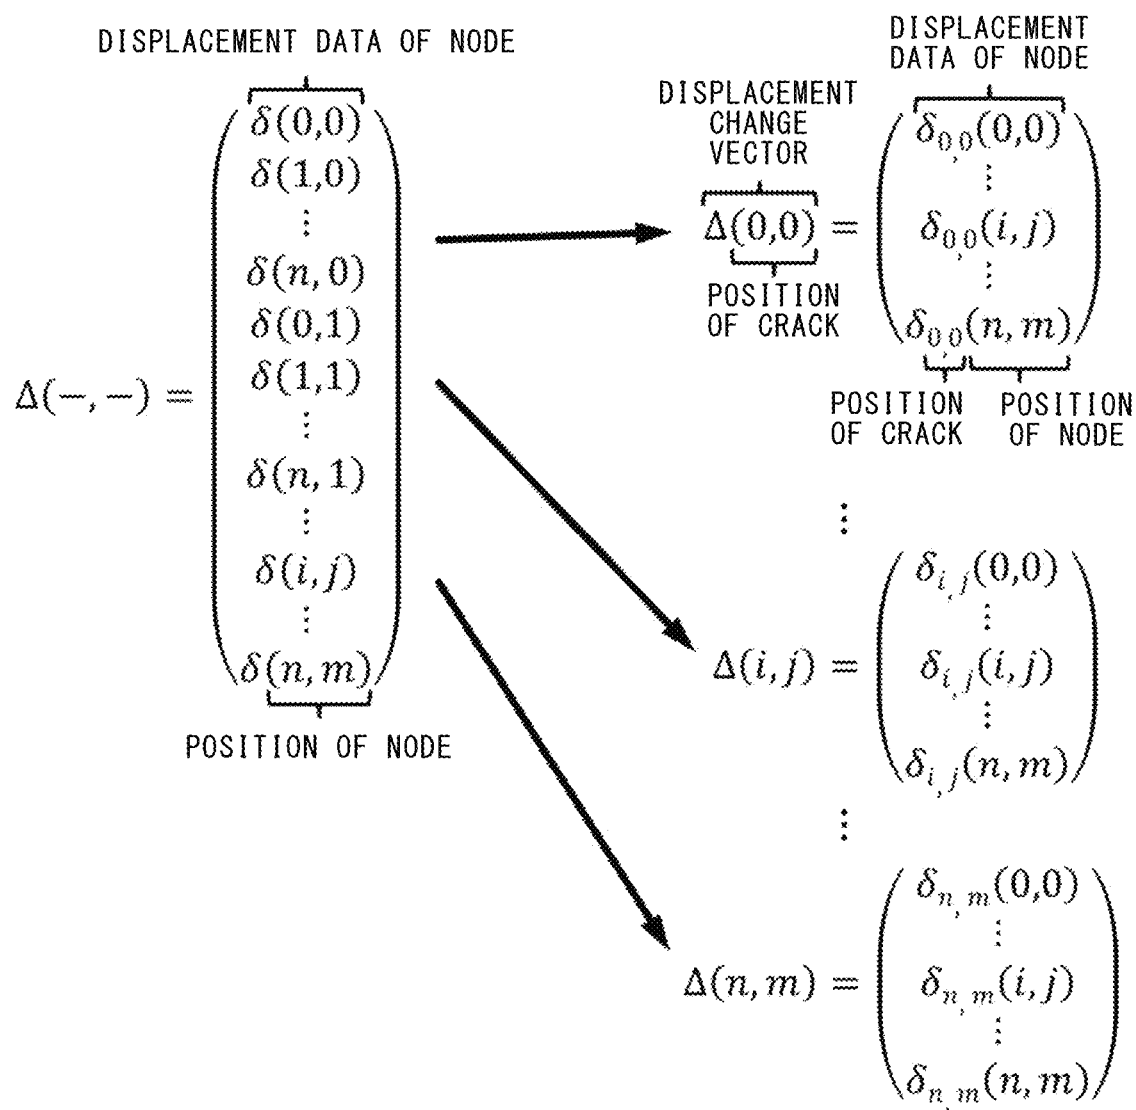 DISPLACEMENT DATA OF NODE
δ(0,0)
δ(1,0)
⋮
δ(n, 0)
δ(0,1)
Δ(−,−) = δ(1,1)
⋮
δ(n, 1)
⋮
δ(i, j)
⋮
δ(n, m)
POSITION OF NODE
DISPLACEMENT
DATA OF NODE
DISPLACEMENT
CHANGE
VECTOR
δ0,0(0,0)
⋮
Δ(0,0) = δ0,0(i, j)
⋮
δ0,0(n, m)
POSITION
OF CRACK
POSITION
OF CRACK
POSITION
OF NODE
⋮
δi,j(0,0)
⋮
Δ(i, j) = δi,j(i, j)
⋮
δi,j(n, m)
⋮
δn,m(0,0)
⋮
Δ(n, m) = δn,m(i, j)
⋮
δn,m(n, m)